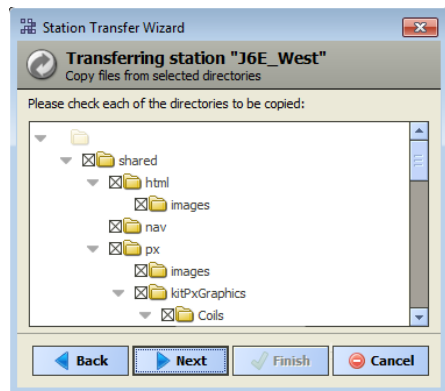 Station Transfer Wizard
Transferring station "J6E_West"
Copy files from selected directories
Please check each of the directories to be copied:
shared
html
images
nav
px
images
kitPxGraphics
Coils
Back
Next
Finish
Cancel